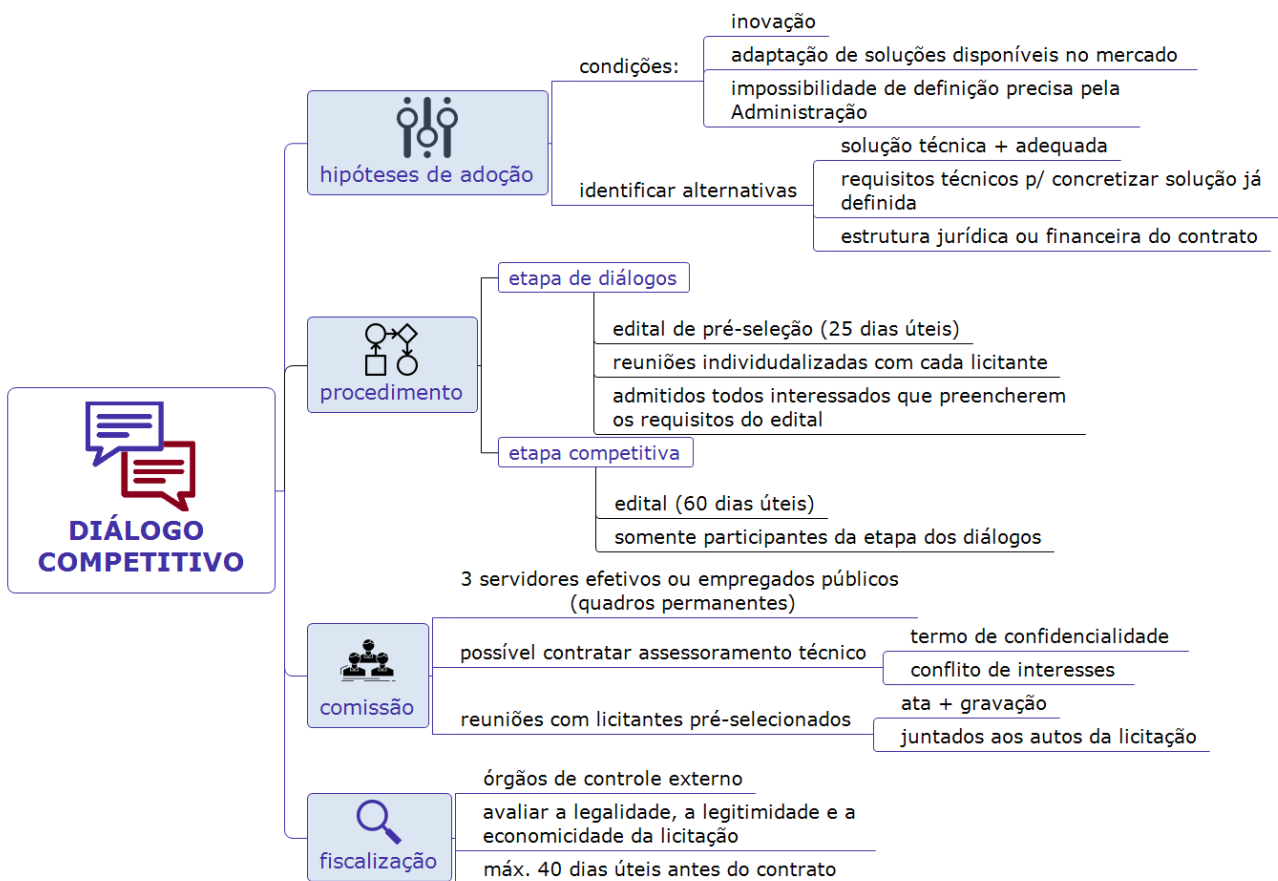 DIÁLOGO
COMPETITIVO
hipóteses de adoção
condições:
inovação
adaptação de soluções disponíveis no mercado
impossibilidade de definição precisa pela
Administração
identificar alternativas
solução técnica + adequada
requisitos técnicos p/ concretizar solução já
definida
estrutura jurídica ou financeira do contrato
procedimento
etapa de diálogos
edital de pré-seleção (25 dias úteis)
reuniões individudalizadas com cada licitante
admitidos todos interessados que preencherem
os requisitos do edital
etapa competitiva
edital (60 dias úteis)
somente participantes da etapa dos diálogos
comissão
3 servidores efetivos ou empregados públicos
(quadros permanentes)
possível contratar assessoramento técnico
termo de confidencialidade
conflito de interesses
reuniões com licitantes pré-selecionados
ata + gravação
juntados aos autos da licitação
fiscalização
órgãos de controle externo
avaliar a legalidade, a legitimidade e a
economicidade da licitação
máx. 40 dias úteis antes do contrato